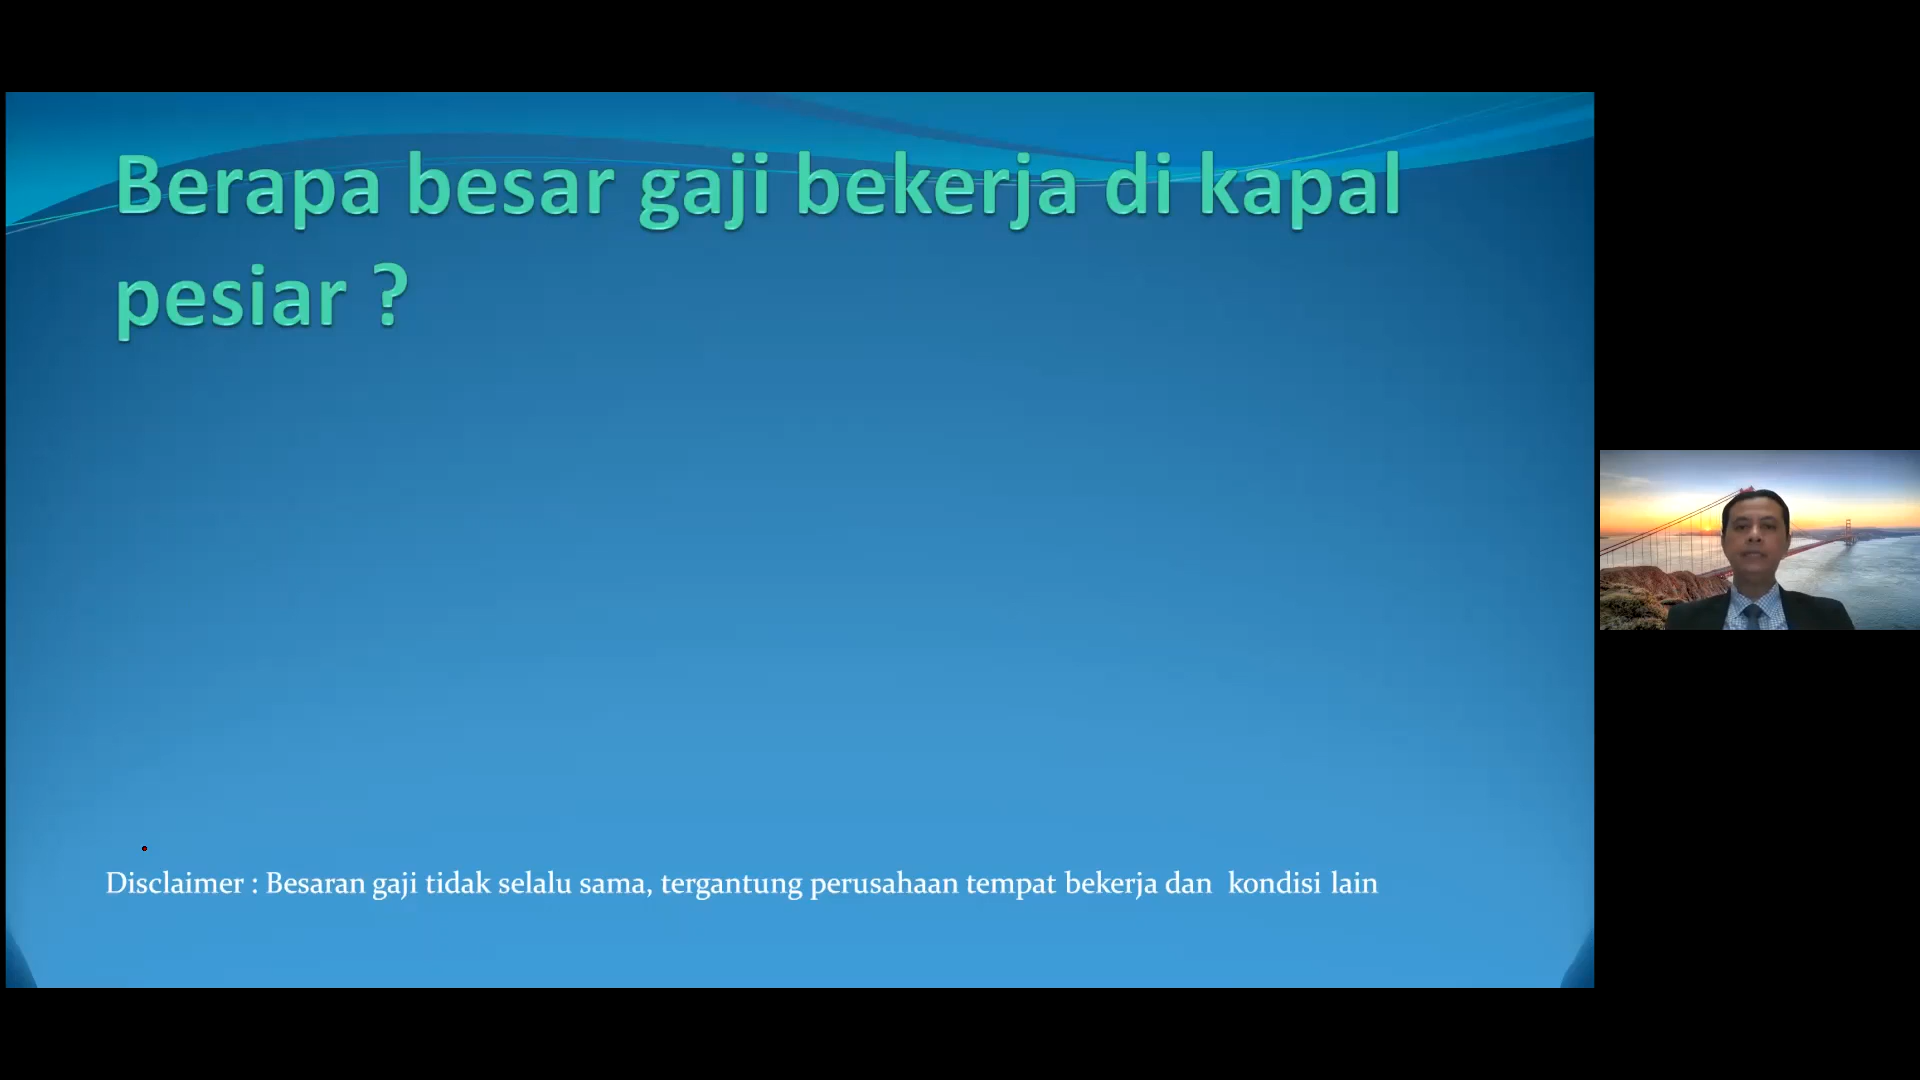 Berapa besar gaji bekerja di kapal
pesiar ?
Disclaimer : Besaran gaji tidak selalu sama, tergantung perusahaan tempat bekerja dan  kondisi lain